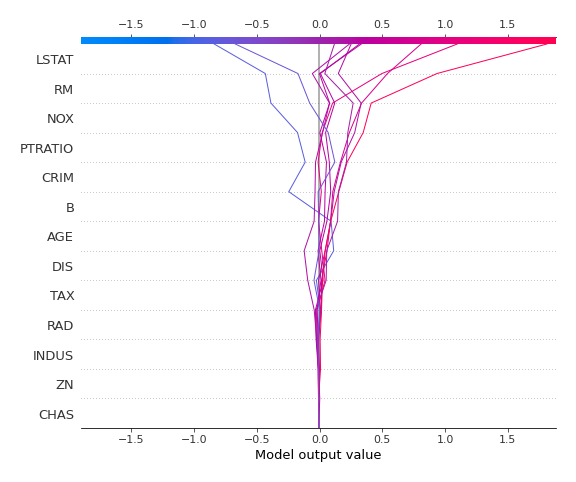 −1.5 −1.0 −0.5 0.0 0.5 1.0 1.5
LSTAT
RM
NOX
PTRATIO
CRIM
B
AGE
DIS
TAX
RAD
INDUS
ZN
CHAS
−1.5 −1.0 −0.5 0.0 0.5 1.0 1.5
Model output value